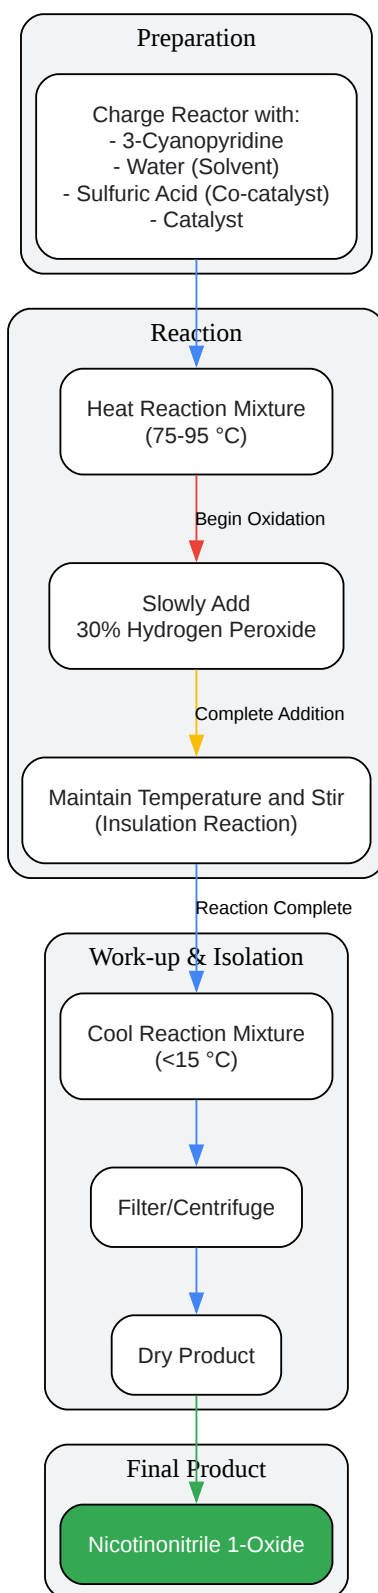 Preparation
Charge Reactor with:
- 3-Cyanopyridine
- Water (Solvent)
- Sulfuric Acid (Co-catalyst)
- Catalyst
Reaction
Heat Reaction Mixture
(75-95 °C)
Begin Oxidation
Slowly Add
30% Hydrogen Peroxide
Complete Addition
Maintain Temperature and Stir
(Insulation Reaction)
Reaction Complete
Work-up & Isolation
Cool Reaction Mixture
(<15 °C)
Filter/Centrifuge
Dry Product
Final Product
Nicotinonitrile 1-Oxide